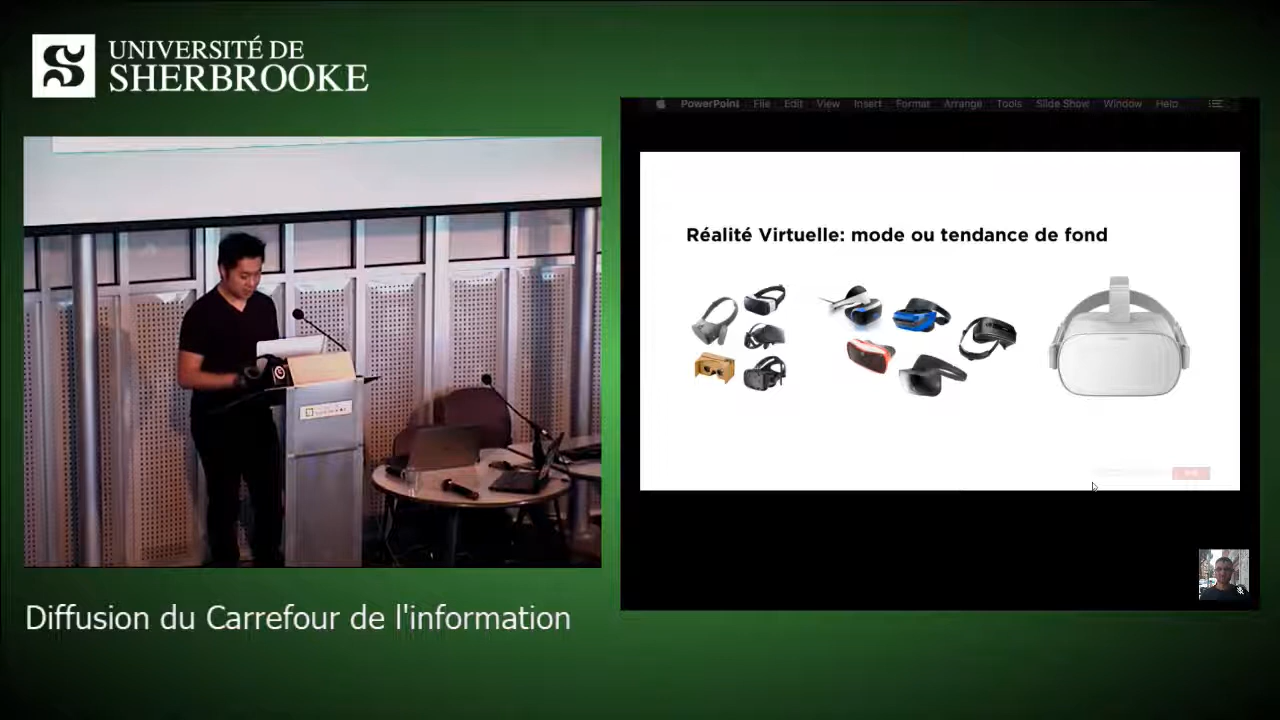 UNIVERSITÉ DE
SHERBROOKE
PowerPoint File Edit View Insert Format Arrange Tools Slide Show Window Help
Réalité Virtuelle: mode ou tendance de fond
Diffusion du Carrefour de l'information